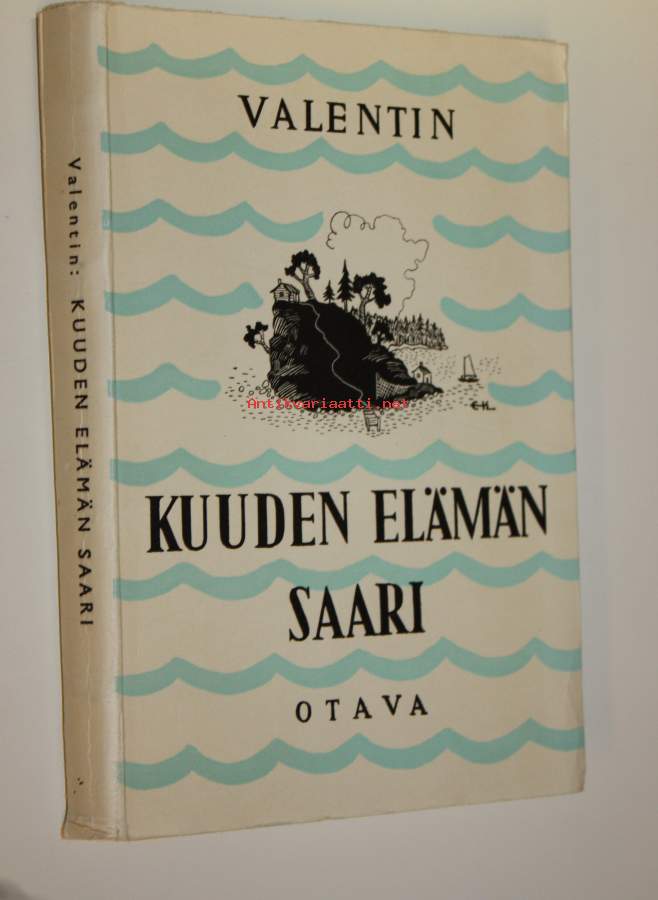 Valentin: KUUDEN ELÄMÄN SAARI
VALENTIN
Antikvariaatti.net
KUUDEN ELÄMÄN
SAARI
OTAVA